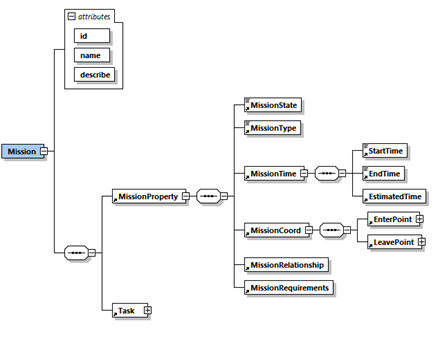 attributes
id
name
describe
Mission
MissionProperty
MissionState
MissionType
MissionTime
StartTime
EndTime
EstimatedTime
MissionCoord
EnterPoint
LeavePoint
MissionRelationship
MissionRequirements
Task